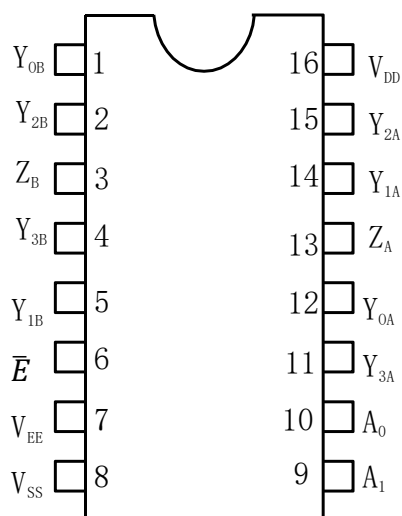 Y0B 1 16 VDD
Y2B 2 15 Y2A
ZB 3 14 Y1A
Y3B 4 13 ZA
Y1B 5 12 Y0A
Ē 6 11 Y3A
VEE 7 10 A0
VSS 8 9 A1